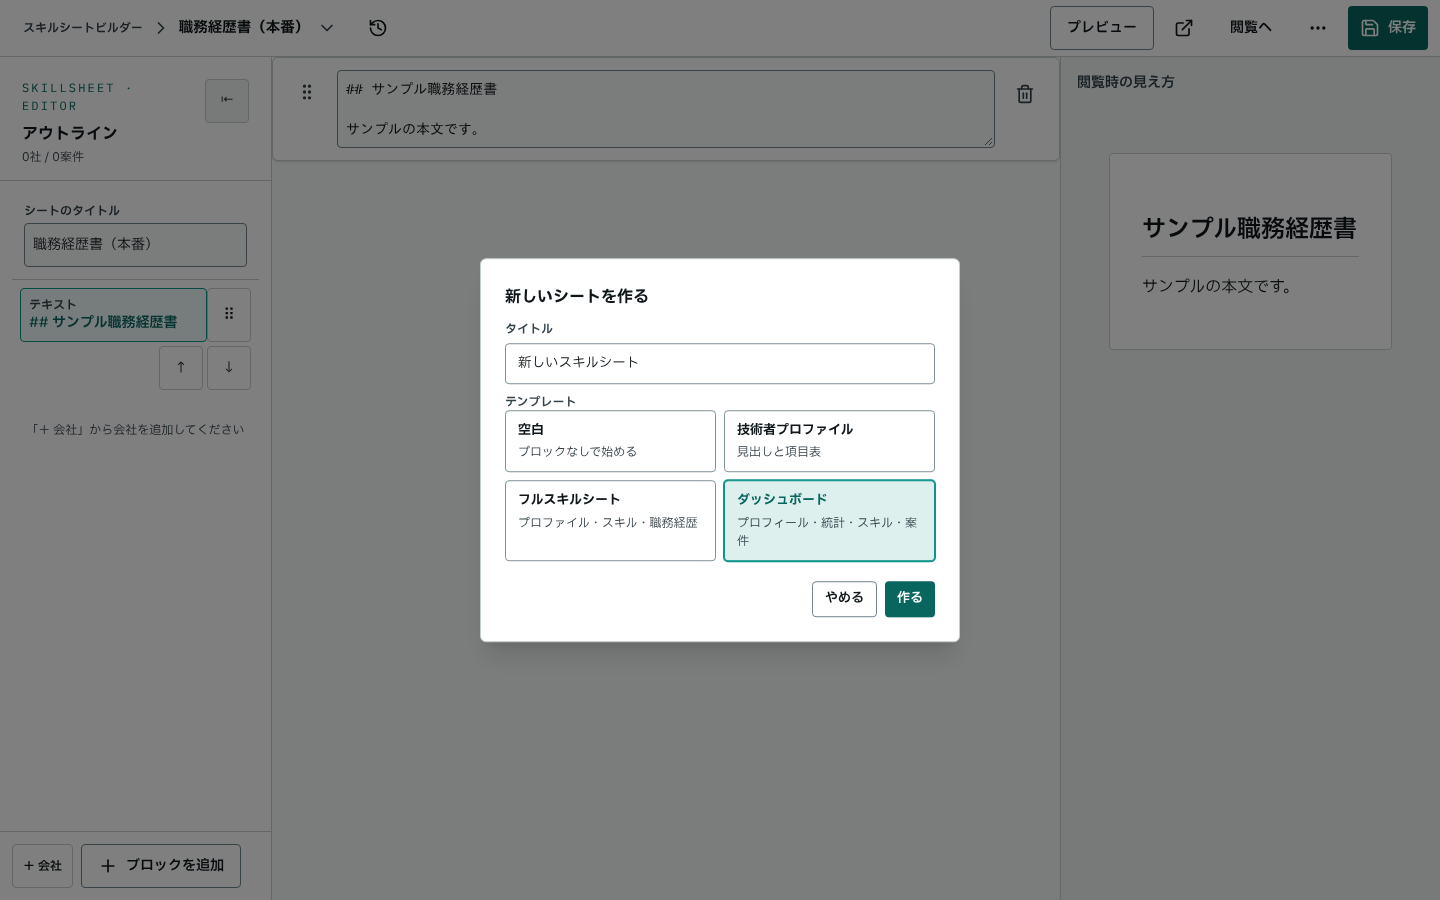 スキルシートビルダー
職務経歴書（本番）
プレビュー
閲覧へ
保存
SKILLSHEET ·
EDITOR
アウトライン
0社 / 0案件
シートのタイトル
職務経歴書（本番）
テキスト
## サンプル職務経歴書
↑
↓
「＋ 会社」から会社を追加してください
＋ 会社
ブロックを追加
## サンプル職務経歴書
サンプルの本文です。
閲覧時の見え方
サンプル職務経歴書
サンプルの本文です。
新しいシートを作る
タイトル
新しいスキルシート
テンプレート
空白
ブロックなしで始める
技術者プロファイル
見出しと項目表
フルスキルシート
プロファイル・スキル・職務経歴
ダッシュボード
プロフィール・統計・スキル・案
件
やめる
作る